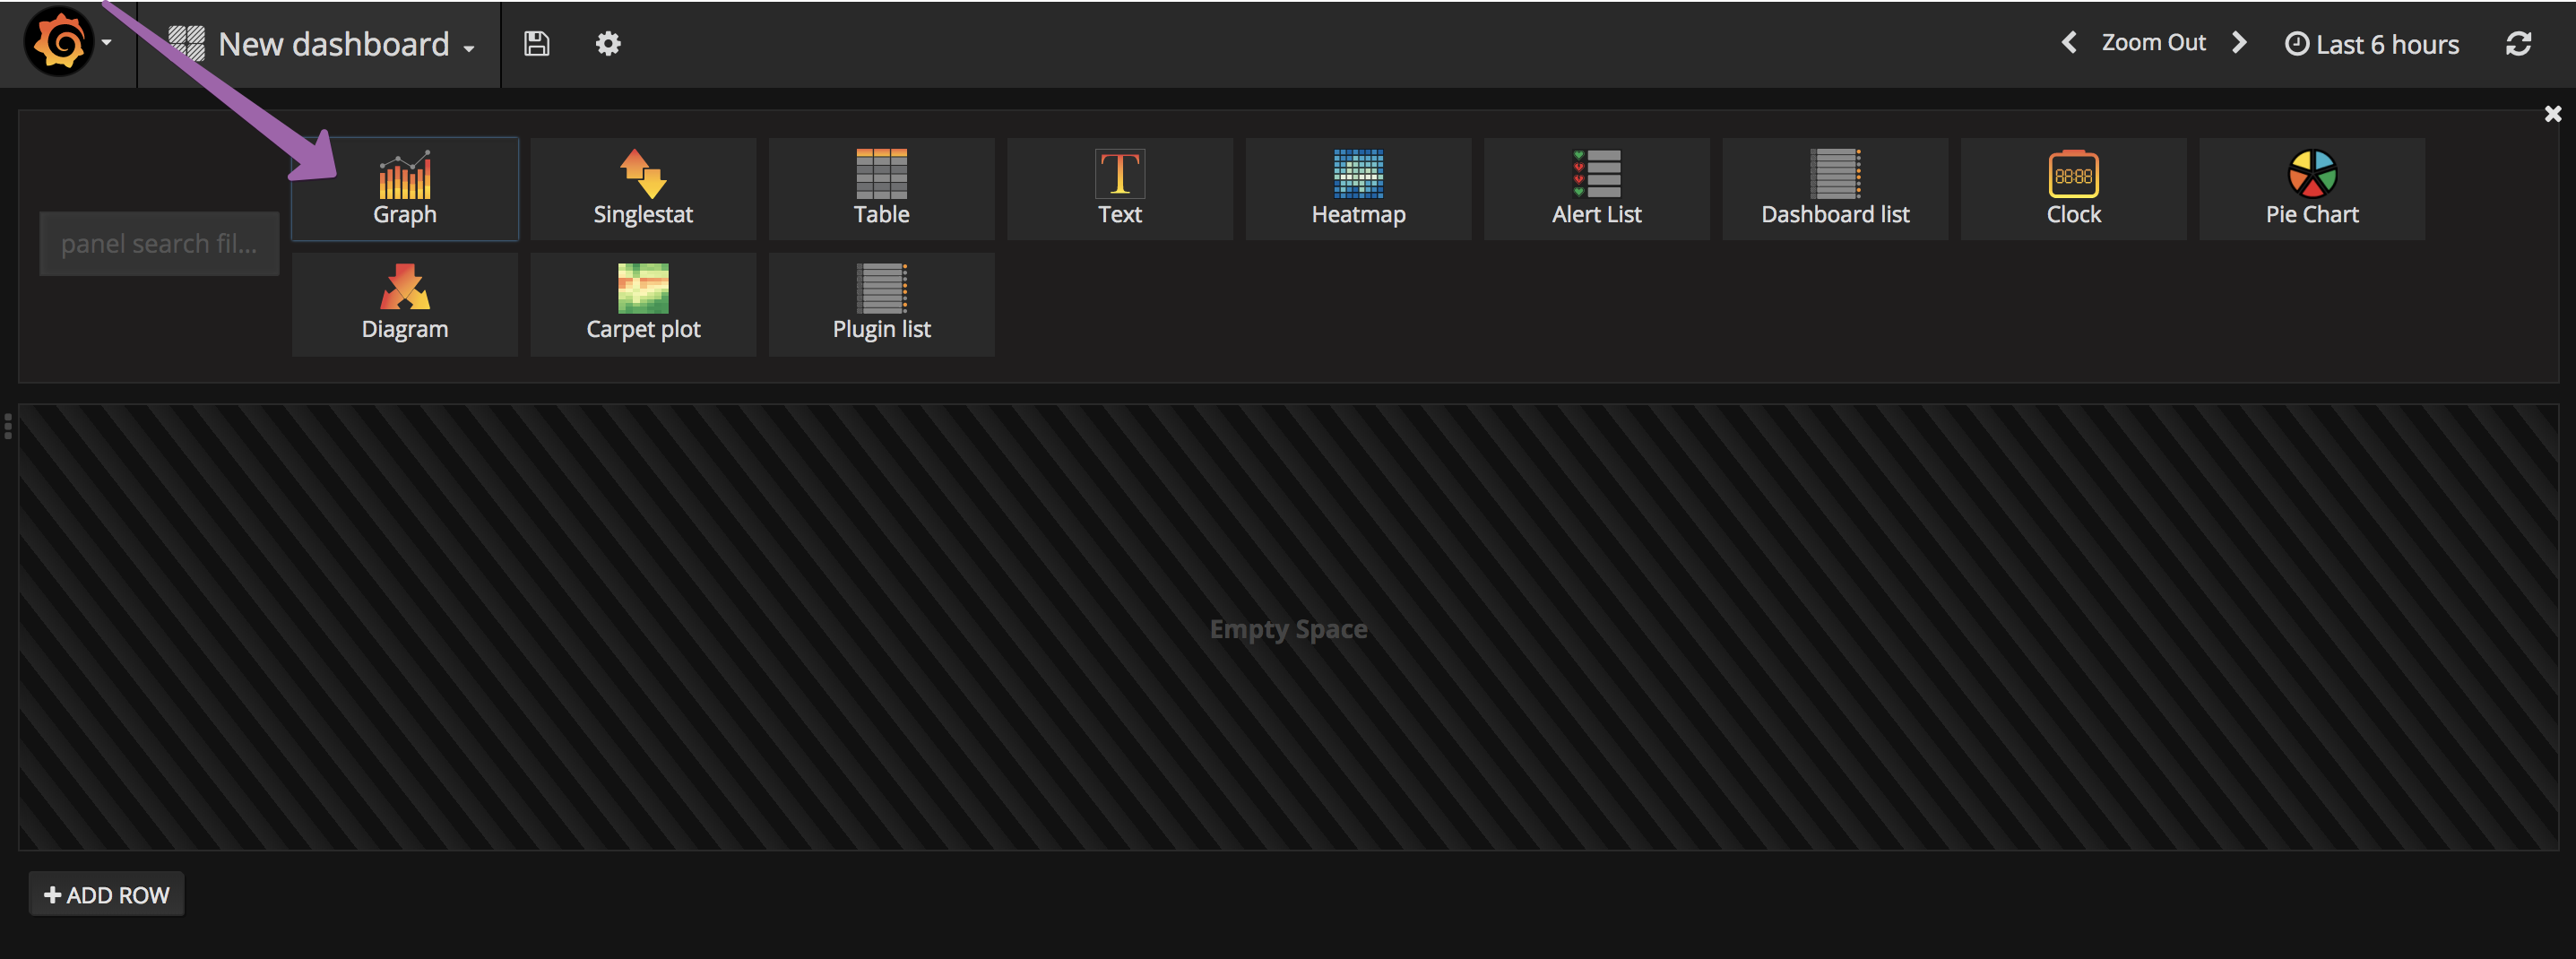 New dashboard
Zoom Out
Last 6 hours
Graph
Singlestat
Table
Text
Heatmap
Alert List
Dashboard list
Clock
Pie Chart
panel search fil...
Diagram
Carpet plot
Plugin list
Empty Space
ADD ROW